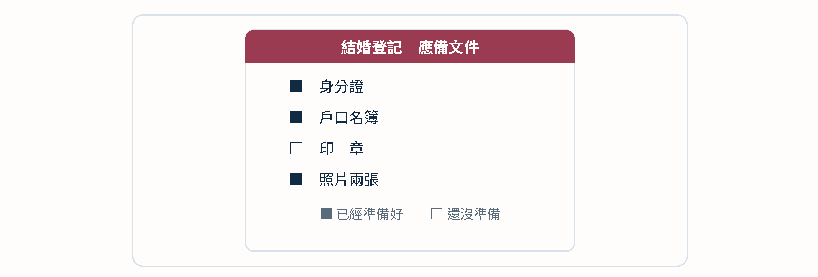 結婚登記　應備文件
■　身分證
■　戶口名簿
□　印　章
■　照片兩張
■已經準備好　□還沒準備